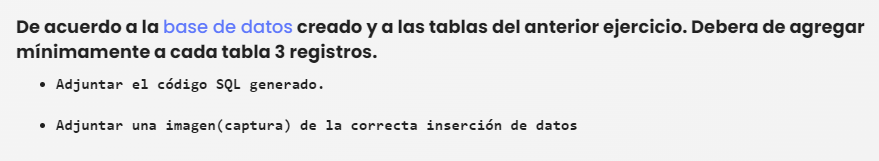 De acuerdo a la base de datos creado y a las tablas del anterior ejercicio. Debera de agregar
mínimamente a cada tabla 3 registros.
• Adjuntar el código SQL generado.
• Adjuntar una imagen(captura) de la correcta inserción de datos